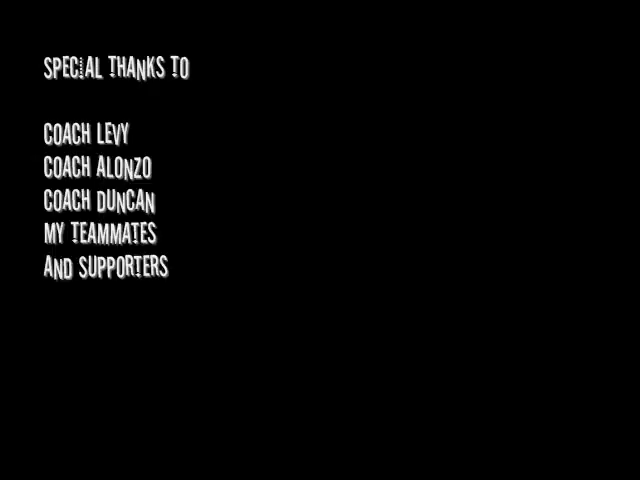 SPECIAL THANKS TO
COACH LEVY
COACH ALONZO
COACH DUNCAN
MY TEAMMATES
AND SUPPORTERS